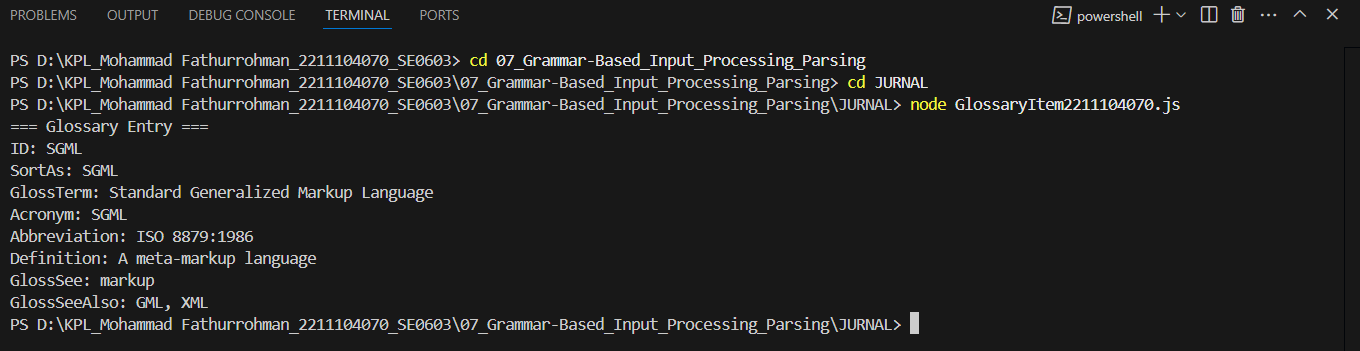 PROBLEMS OUTPUT DEBUG CONSOLE TERMINAL PORTS powershell
PS D:\KPL_Mohammad Fathurrohman_2211104070_SE0603> cd 07_Grammar-Based_Input_Processing_Parsing
PS D:\KPL_Mohammad Fathurrohman_2211104070_SE0603\07_Grammar-Based_Input_Processing_Parsing> cd JURNAL
PS D:\KPL_Mohammad Fathurrohman_2211104070_SE0603\07_Grammar-Based_Input_Processing_Parsing\JURNAL> node GlossaryItem2211104070.js
=== Glossary Entry ===
ID: SGML
SortAs: SGML
GlossTerm: Standard Generalized Markup Language
Acronym: SGML
Abbreviation: ISO 8879:1986
Definition: A meta-markup language
GlossSee: markup
GlossSeeAlso: GML, XML
PS D:\KPL_Mohammad Fathurrohman_2211104070_SE0603\07_Grammar-Based_Input_Processing_Parsing\JURNAL>